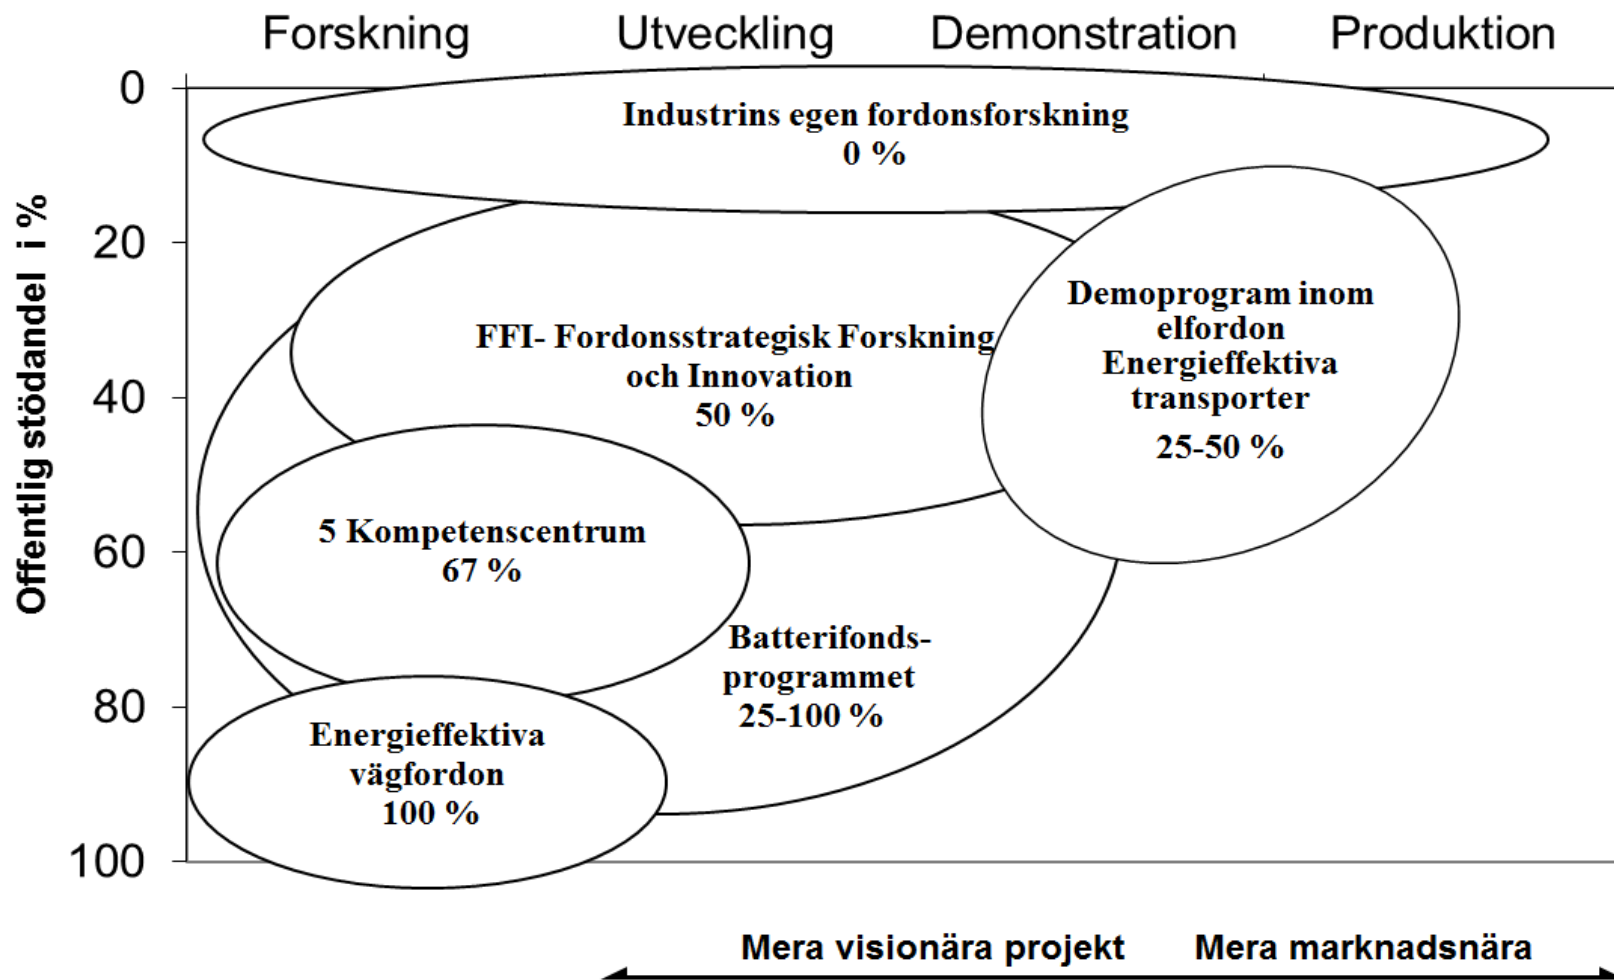 Forskning Utveckling Demonstration Produktion
Offentlig stödandel i %
0
20
40
60
80
100
Industrins egen fordonsforskning
0 %
FFI- Fordonsstrategisk Forskning
och Innovation
50 %
Demoprogram inom
elfordon
Energieffektiva
transporter
25-50 %
5 Kompetenscentrum
67 %
Batterifonds-
programmet
25-100 %
Energieffektiva
vägfordon
100 %
Mera visionära projekt Mera marknadsnära